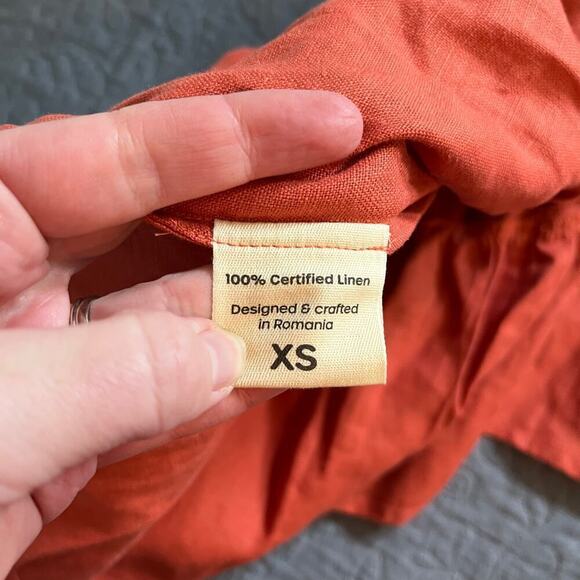 100% Certified Linen
Designed & crafted
in Romania
XS